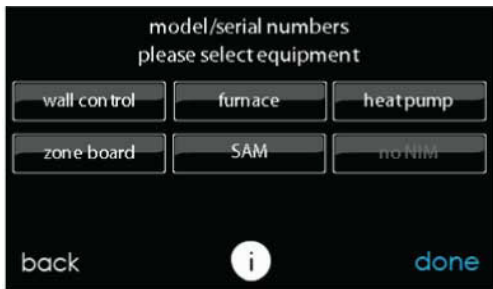 model/serial numbers
please select equipment
wall control
furnace
heat pump
zone board
SAM
no NIM
back
i
done